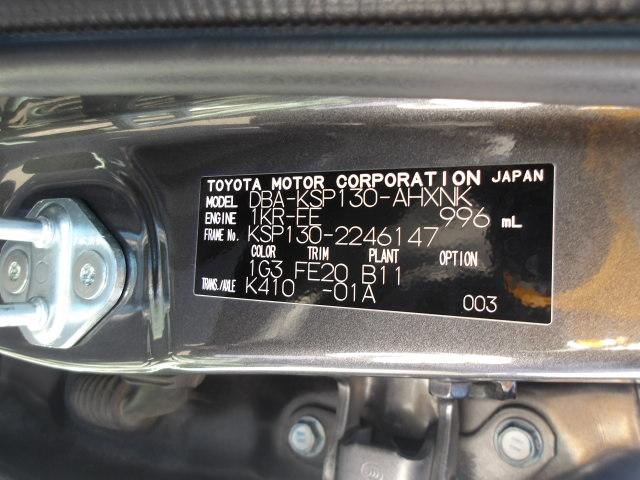 TOYOTA MOTOR CORPORATION JAPAN
MODEL DBA-KSP130-AHXNK
ENGINE 1KR-FE 996 mL
FRAME No. KSP130-2246147
COLOR TRIM PLANT OPTION
1G3 FE20 B11
TRANS./AXLE K410 -01A
003